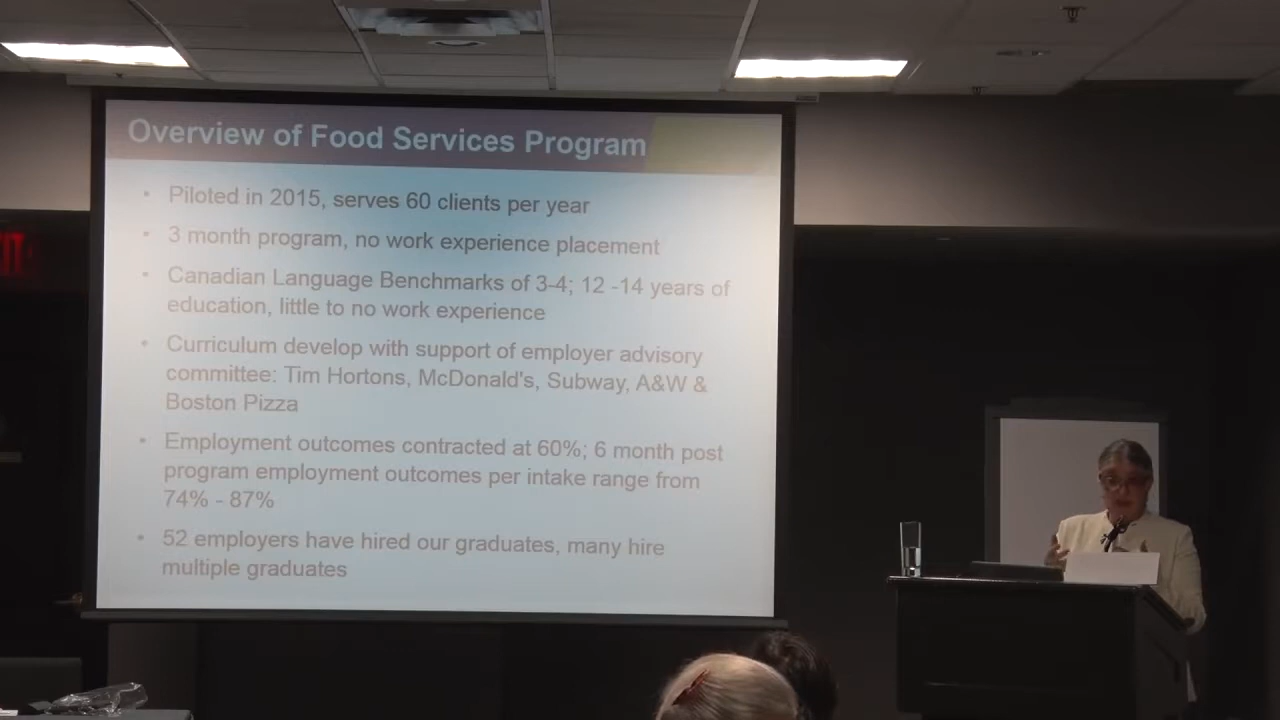 Overview of Food Services Program
• Piloted in 2015, serves 60 clients per year
• 3 month program, no work experience placement
• Canadian Language Benchmarks of 3-4; 12 -14 years of
education, little to no work experience
• Curriculum develop with support of employer advisory
committee: Tim Hortons, McDonald's, Subway, A&W &
Boston Pizza
• Employment outcomes contracted at 60%; 6 month post
program employment outcomes per intake range from
74% - 87%
• 52 employers have hired our graduates, many hire
multiple graduates